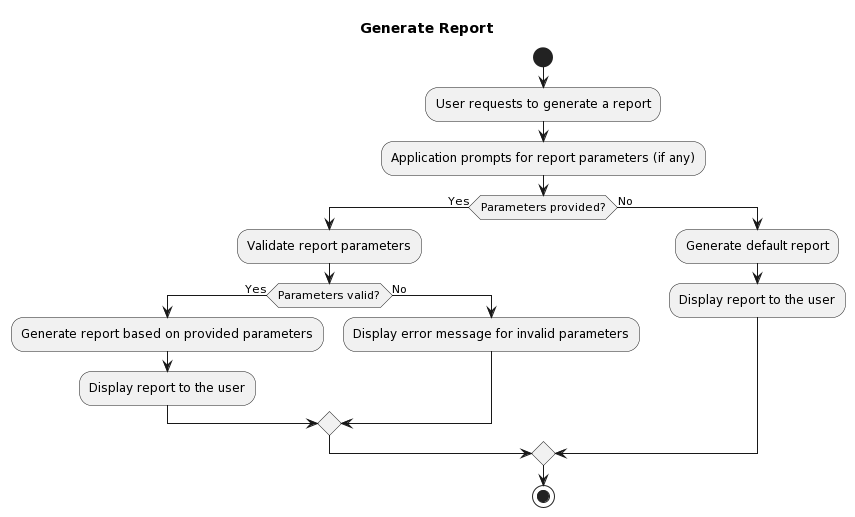 Generate Report
User requests to generate a report
Application prompts for report parameters (if any)
Yes
Parameters provided?
No
Validate report parameters
Generate default report
Yes
Parameters valid?
No
Display report to the user
Generate report based on provided parameters
Display error message for invalid parameters
Display report to the user